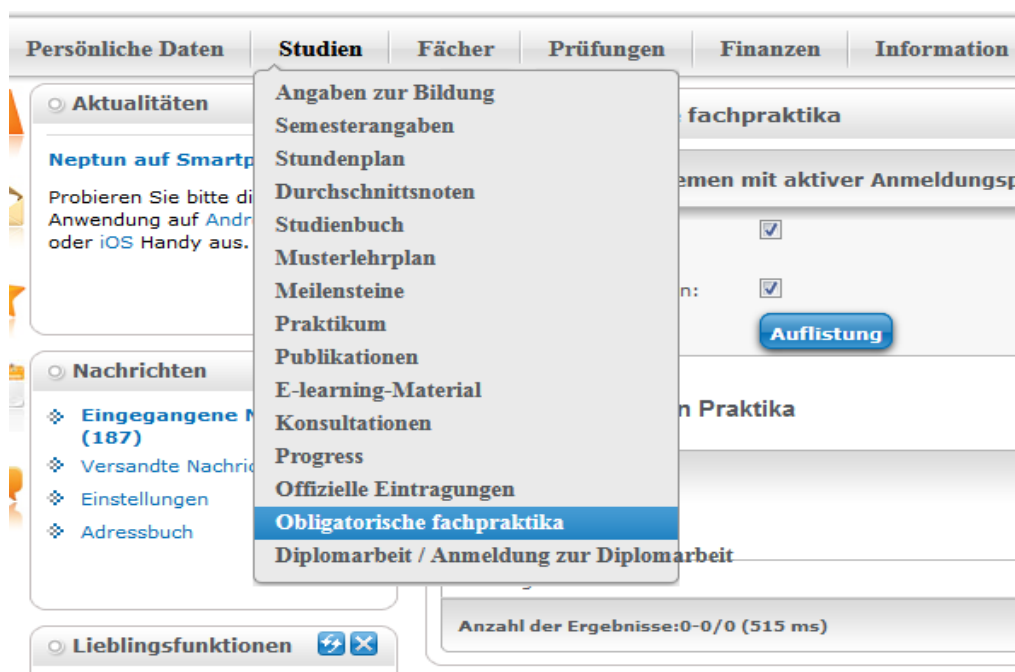 Persönliche Daten Studien Fächer Prüfungen Finanzen Information
Aktualitäten
Neptun auf Smartp
Probieren Sie bitte di
Anwendung auf Andr
oder iOS Handy aus.
Nachrichten
Eingegangene N
(187)
Versandte Nachric
Einstellungen
Adressbuch
Lieblingsfunktionen
Angaben zur Bildung
Semesterangaben
Stundenplan
Durchschnittsnoten
Studienbuch
Musterlehrplan
Meilensteine
Praktikum
Publikationen
E-learning-Material
Konsultationen
Progress
Offizielle Eintragungen
Obligatorische fachpraktika
Diplomarbeit / Anmeldung zur Diplomarbeit
fachpraktika
emen mit aktiver Anmeldungsp
n:
Auflistung
n Praktika
Anzahl der Ergebnisse:0-0/0 (515 ms)